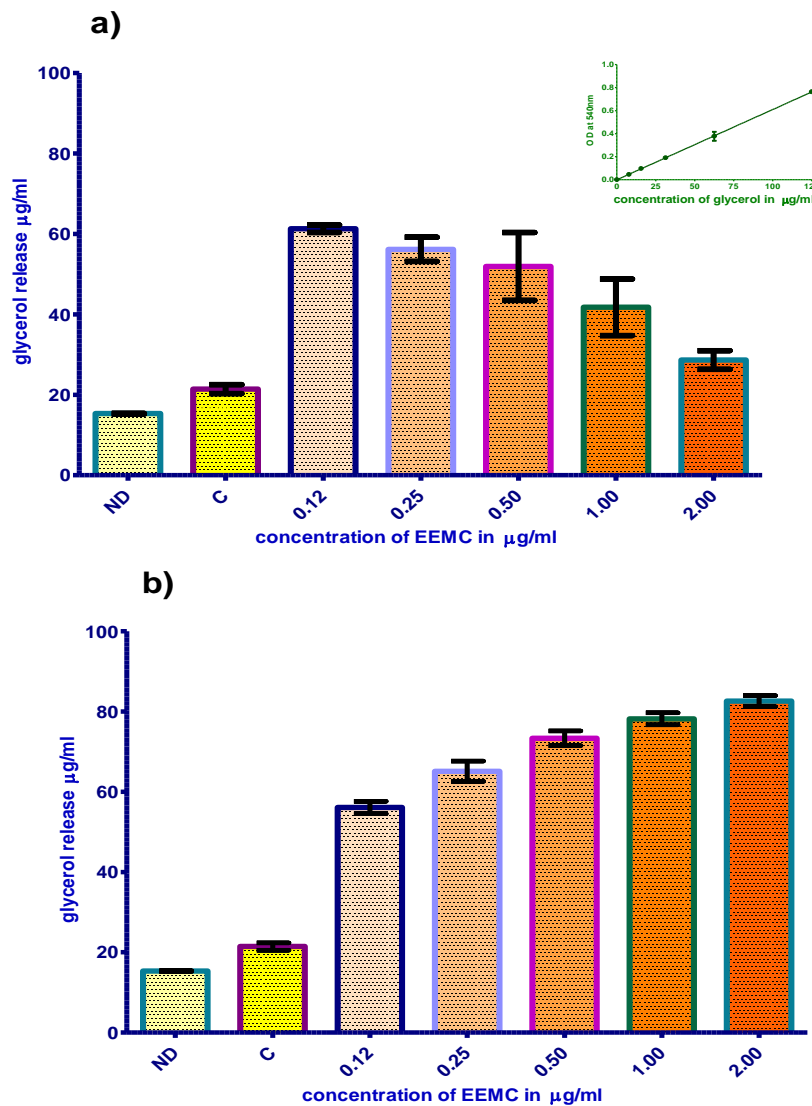 a)
100
80
60
40
20
0
glycerol release μg/ml
ND
C
0.12
0.25
0.50
1.00
2.00
concentration of EEMC in μg/ml
1.0
0.8
0.6
0.4
0.2
0.0
OD at 540nm
0
25
50
75
100
concentration of glycerol in μg/ml
b)
100
80
60
40
20
0
glycerol release μg/ml
ND
C
0.12
0.25
0.50
1.00
2.00
concentration of EEMC in μg/ml